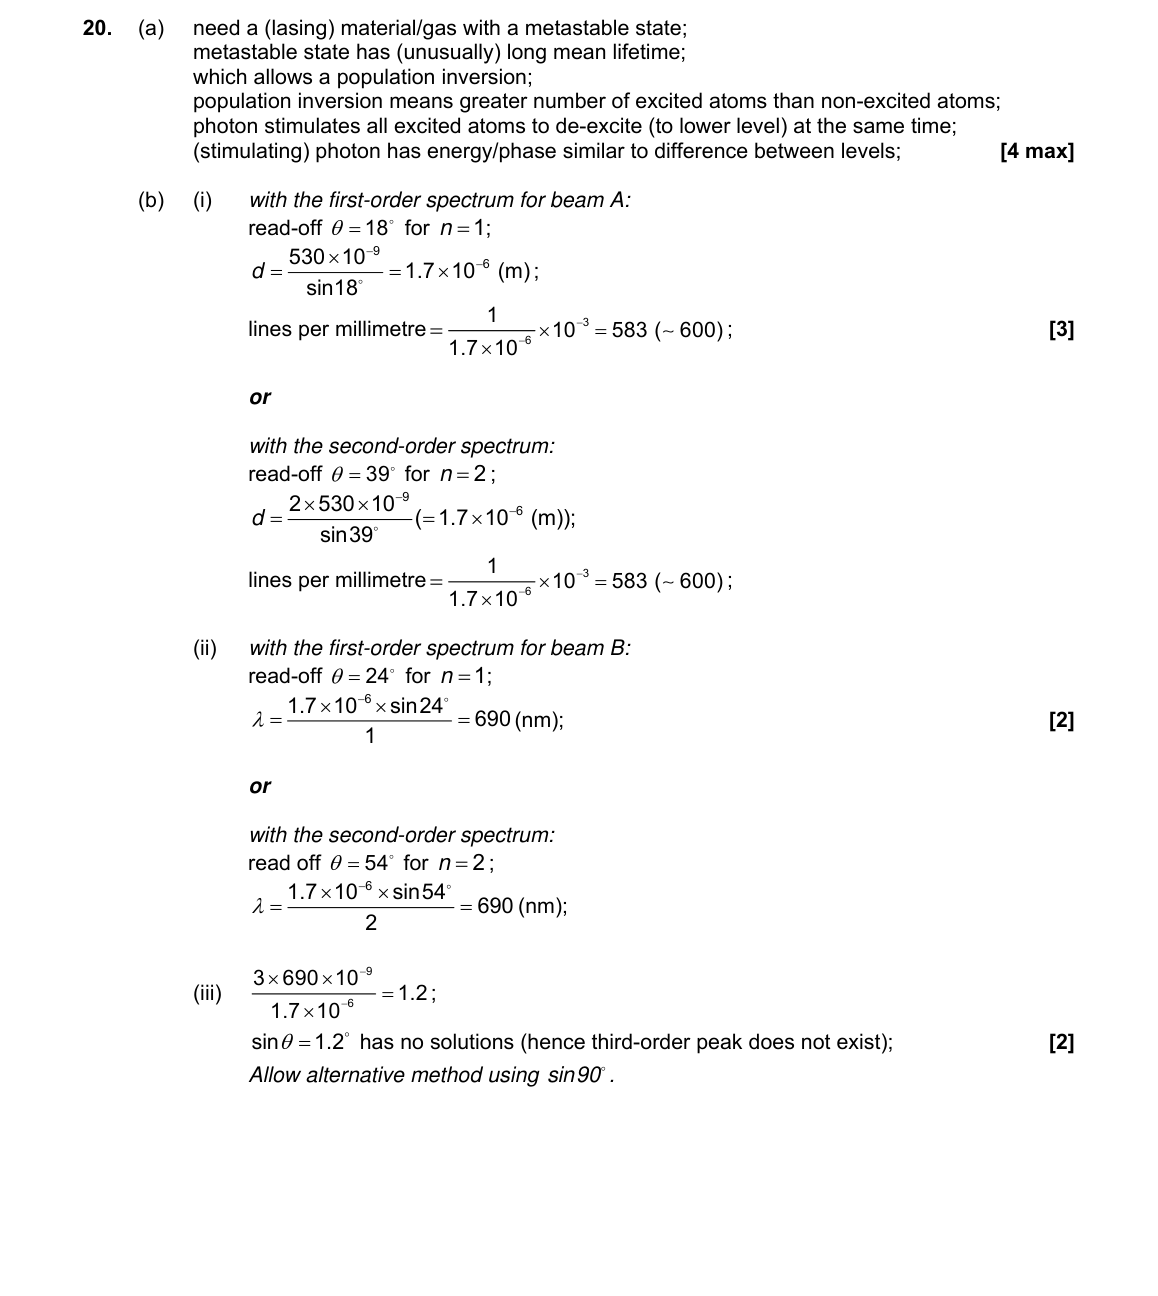 20. (a) need a (lasing) material/gas with a metastable state;
metastable state has (unusually) long mean lifetime;
which allows a population inversion;
population inversion means greater number of excited atoms than non-excited atoms;
photon stimulates all excited atoms to de-excite (to lower level) at the same time;
(stimulating) photon has energy/phase similar to difference between levels; [4 max]
(b) (i) with the first-order spectrum for beam A:
read-off θ = 18° for n = 1;
d = 530 × 10⁻⁹ / sin18° = 1.7 × 10⁻⁶ (m);
lines per millimetre = 1 / 1.7 × 10⁻⁶ × 10⁻³ = 583 (~ 600); [3]
or
with the second-order spectrum:
read-off θ = 39° for n = 2;
d = 2 × 530 × 10⁻⁹ / sin39° (= 1.7 × 10⁻⁶ (m));
lines per millimetre = 1 / 1.7 × 10⁻⁶ × 10⁻³ = 583 (~ 600);
(ii) with the first-order spectrum for beam B:
read-off θ = 24° for n = 1;
λ = 1.7 × 10⁻⁶ × sin24° / 1 = 690 (nm); [2]
or
with the second-order spectrum:
read off θ = 54° for n = 2;
λ = 1.7 × 10⁻⁶ × sin54° / 2 = 690 (nm);
(iii) 3 × 690 × 10⁻⁹ / 1.7 × 10⁻⁶ = 1.2;
sinθ = 1.2° has no solutions (hence third-order peak does not exist); [2]
Allow alternative method using sin90°.